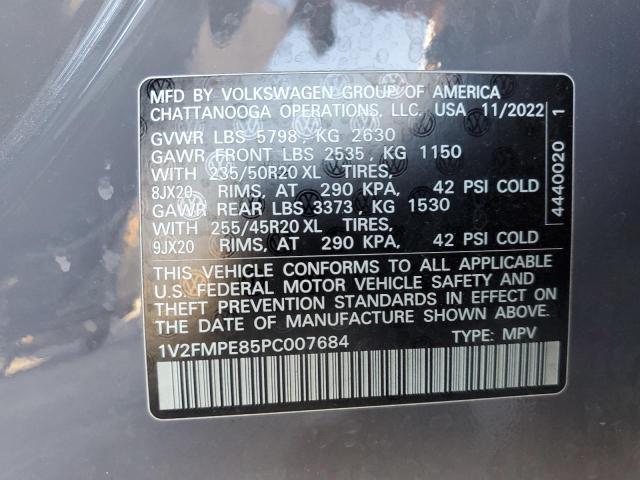 MFD BY VOLKSWAGEN GROUP OF AMERICA
CHATTANOOGA OPERATIONS, LLC. USA 11/2022
GVWR LBS 5798, KG 2630
GAWR FRONT LBS 2535, KG 1150
WITH 235/50R20 XL TIRES,
8JX20 RIMS, AT 290 KPA, 42 PSI COLD
GAWR REAR LBS 3373, KG 1530
WITH 255/45R20 XL TIRES,
9JX20 RIMS, AT 290 KPA, 42 PSI COLD
THIS VEHICLE CONFORMS TO ALL APPLICABLE
U.S. FEDERAL MOTOR VEHICLE SAFETY AND
THEFT PREVENTION STANDARDS IN EFFECT ON
THE DATE OF MANUFACTURE SHOWN ABOVE.
1V2FMPE85PC007684 TYPE: MPV
4440020 1